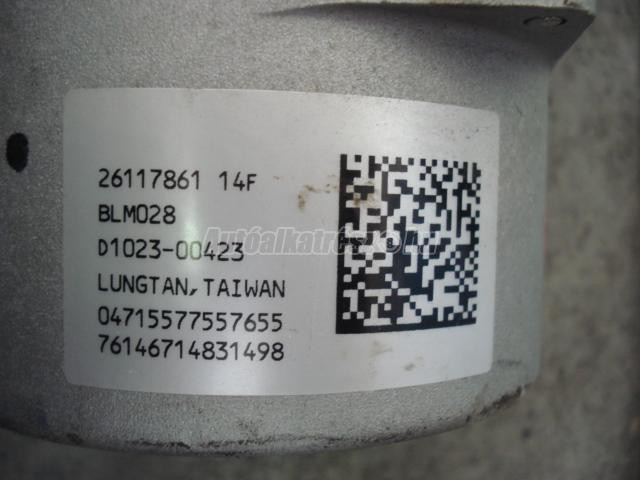 26117861 14F
BLM028
D1023-00423
LUNGTAN,TAIWAN
04715577557655
76146714831498